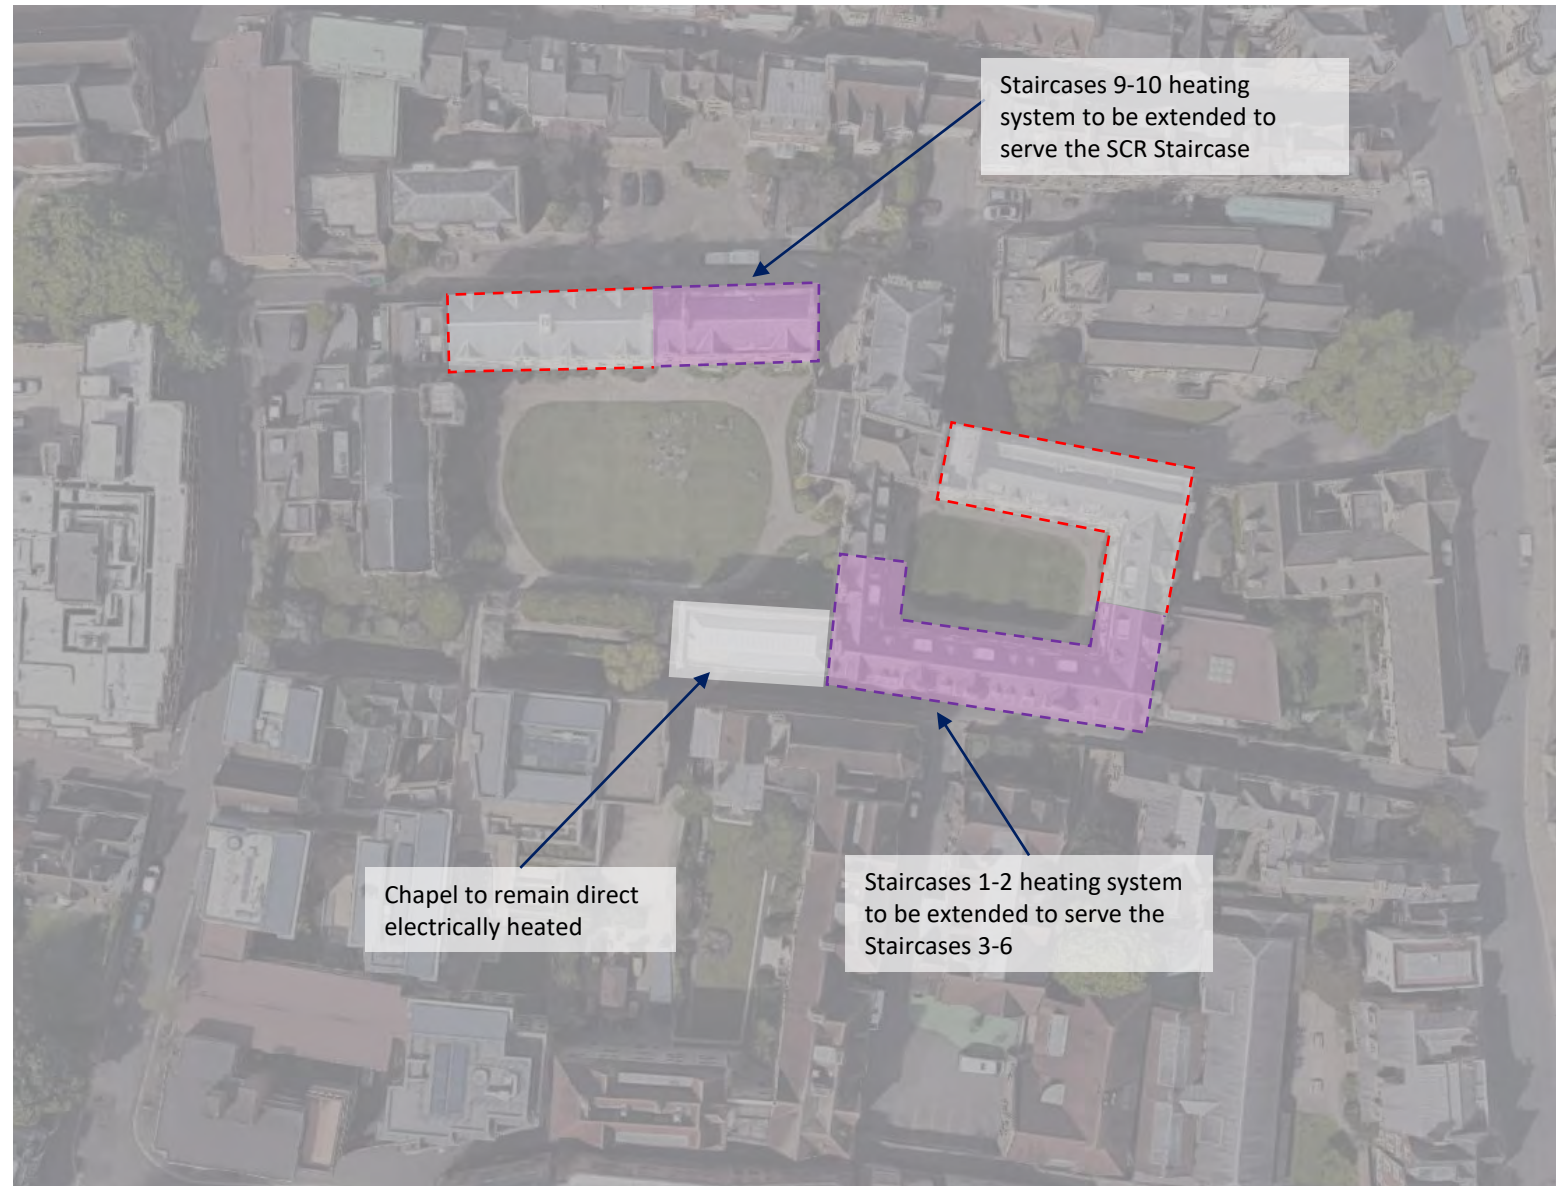 Staircases 9-10 heating
system to be extended to
serve the SCR Staircase
Chapel to remain direct
electrically heated
Staircases 1-2 heating system
to be extended to serve the
Staircases 3-6